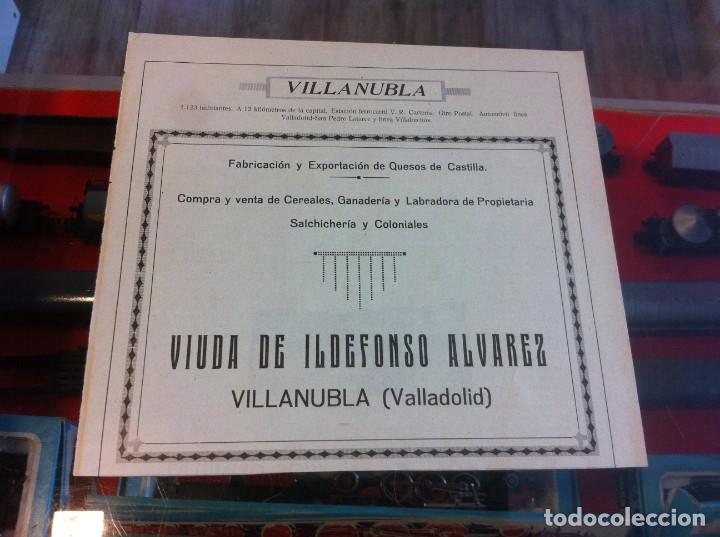 VILLANUBLA
1.123 habitantes. A 12 kilómetros de la capital. Estación ferrocarril V. R. Cartería. Giro Postal. Automóvil línea
Valladolid-San Pedro Latarce y línea Villabrechos.
Fabricación y Exportación de Quesos de Castilla.
Compra y venta de Cereales, Ganadería y Labradora de Propietaria
Salchichería y Coloniales
VIUDA DE ILDEFONSO ALVAREZ
VILLANUBLA (Valladolid)
todocoleccion